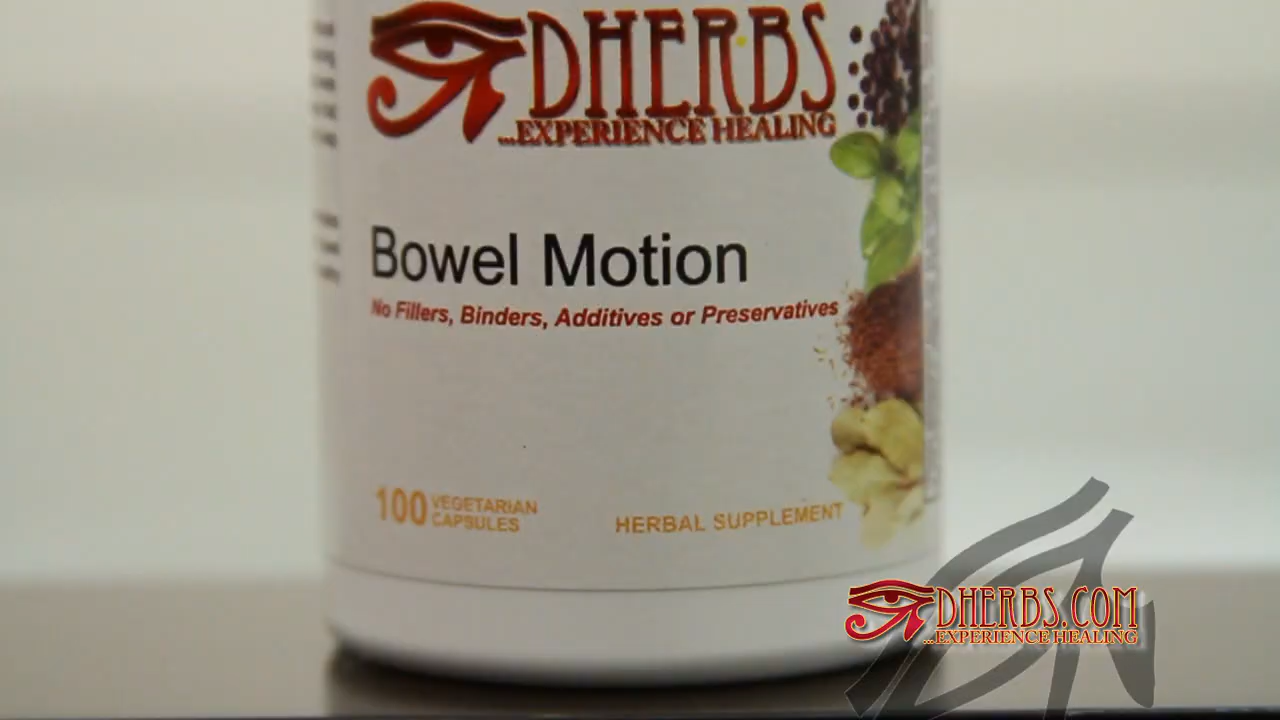 DHERBS
...EXPERIENCE HEALING
Bowel Motion
No Fillers, Binders, Additives or Preservatives
100 VEGETARIAN
CAPSULES
HERBAL SUPPLEMENT
DHERBS.COM
...EXPERIENCE HEALING